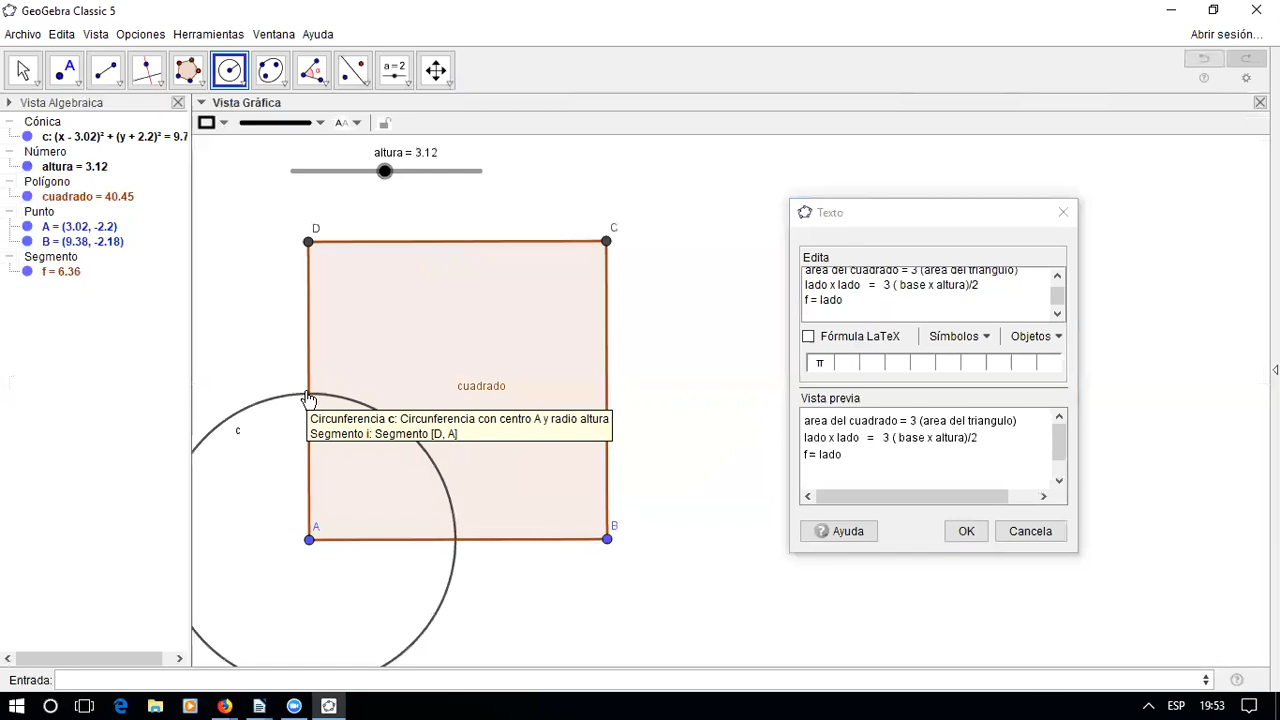 GeoGebra Classic 5
Archivo Edita Vista Opciones Herramientas Ventana Ayuda
Abrir sesión...
A
a = 2
Vista Algebraica
Vista Gráfica
Cónica
c: (x - 3.02)² + (y + 2.2)² = 9.7
Número
altura = 3.12
Polígono
cuadrado = 40.45
Punto
A = (3.02, -2.2)
B = (9.38, -2.18)
Segmento
f = 6.36
AA
altura = 3.12
D
C
cuadrado
c
Circunferencia c: Circunferencia con centro A y radio altura
Segmento i: Segmento [D, A]
A
B
Texto
Edita
area del cuadrado = 3 (area del triangulo)
lado x lado = 3 ( base x altura)/2
f = lado
Fórmula LaTeX
Símbolos
Objetos
π
Vista previa
area del cuadrado = 3 (area del triangulo)
lado x lado = 3 ( base x altura)/2
f = lado
Ayuda
OK
Cancela
Entrada:
ESP
19:53